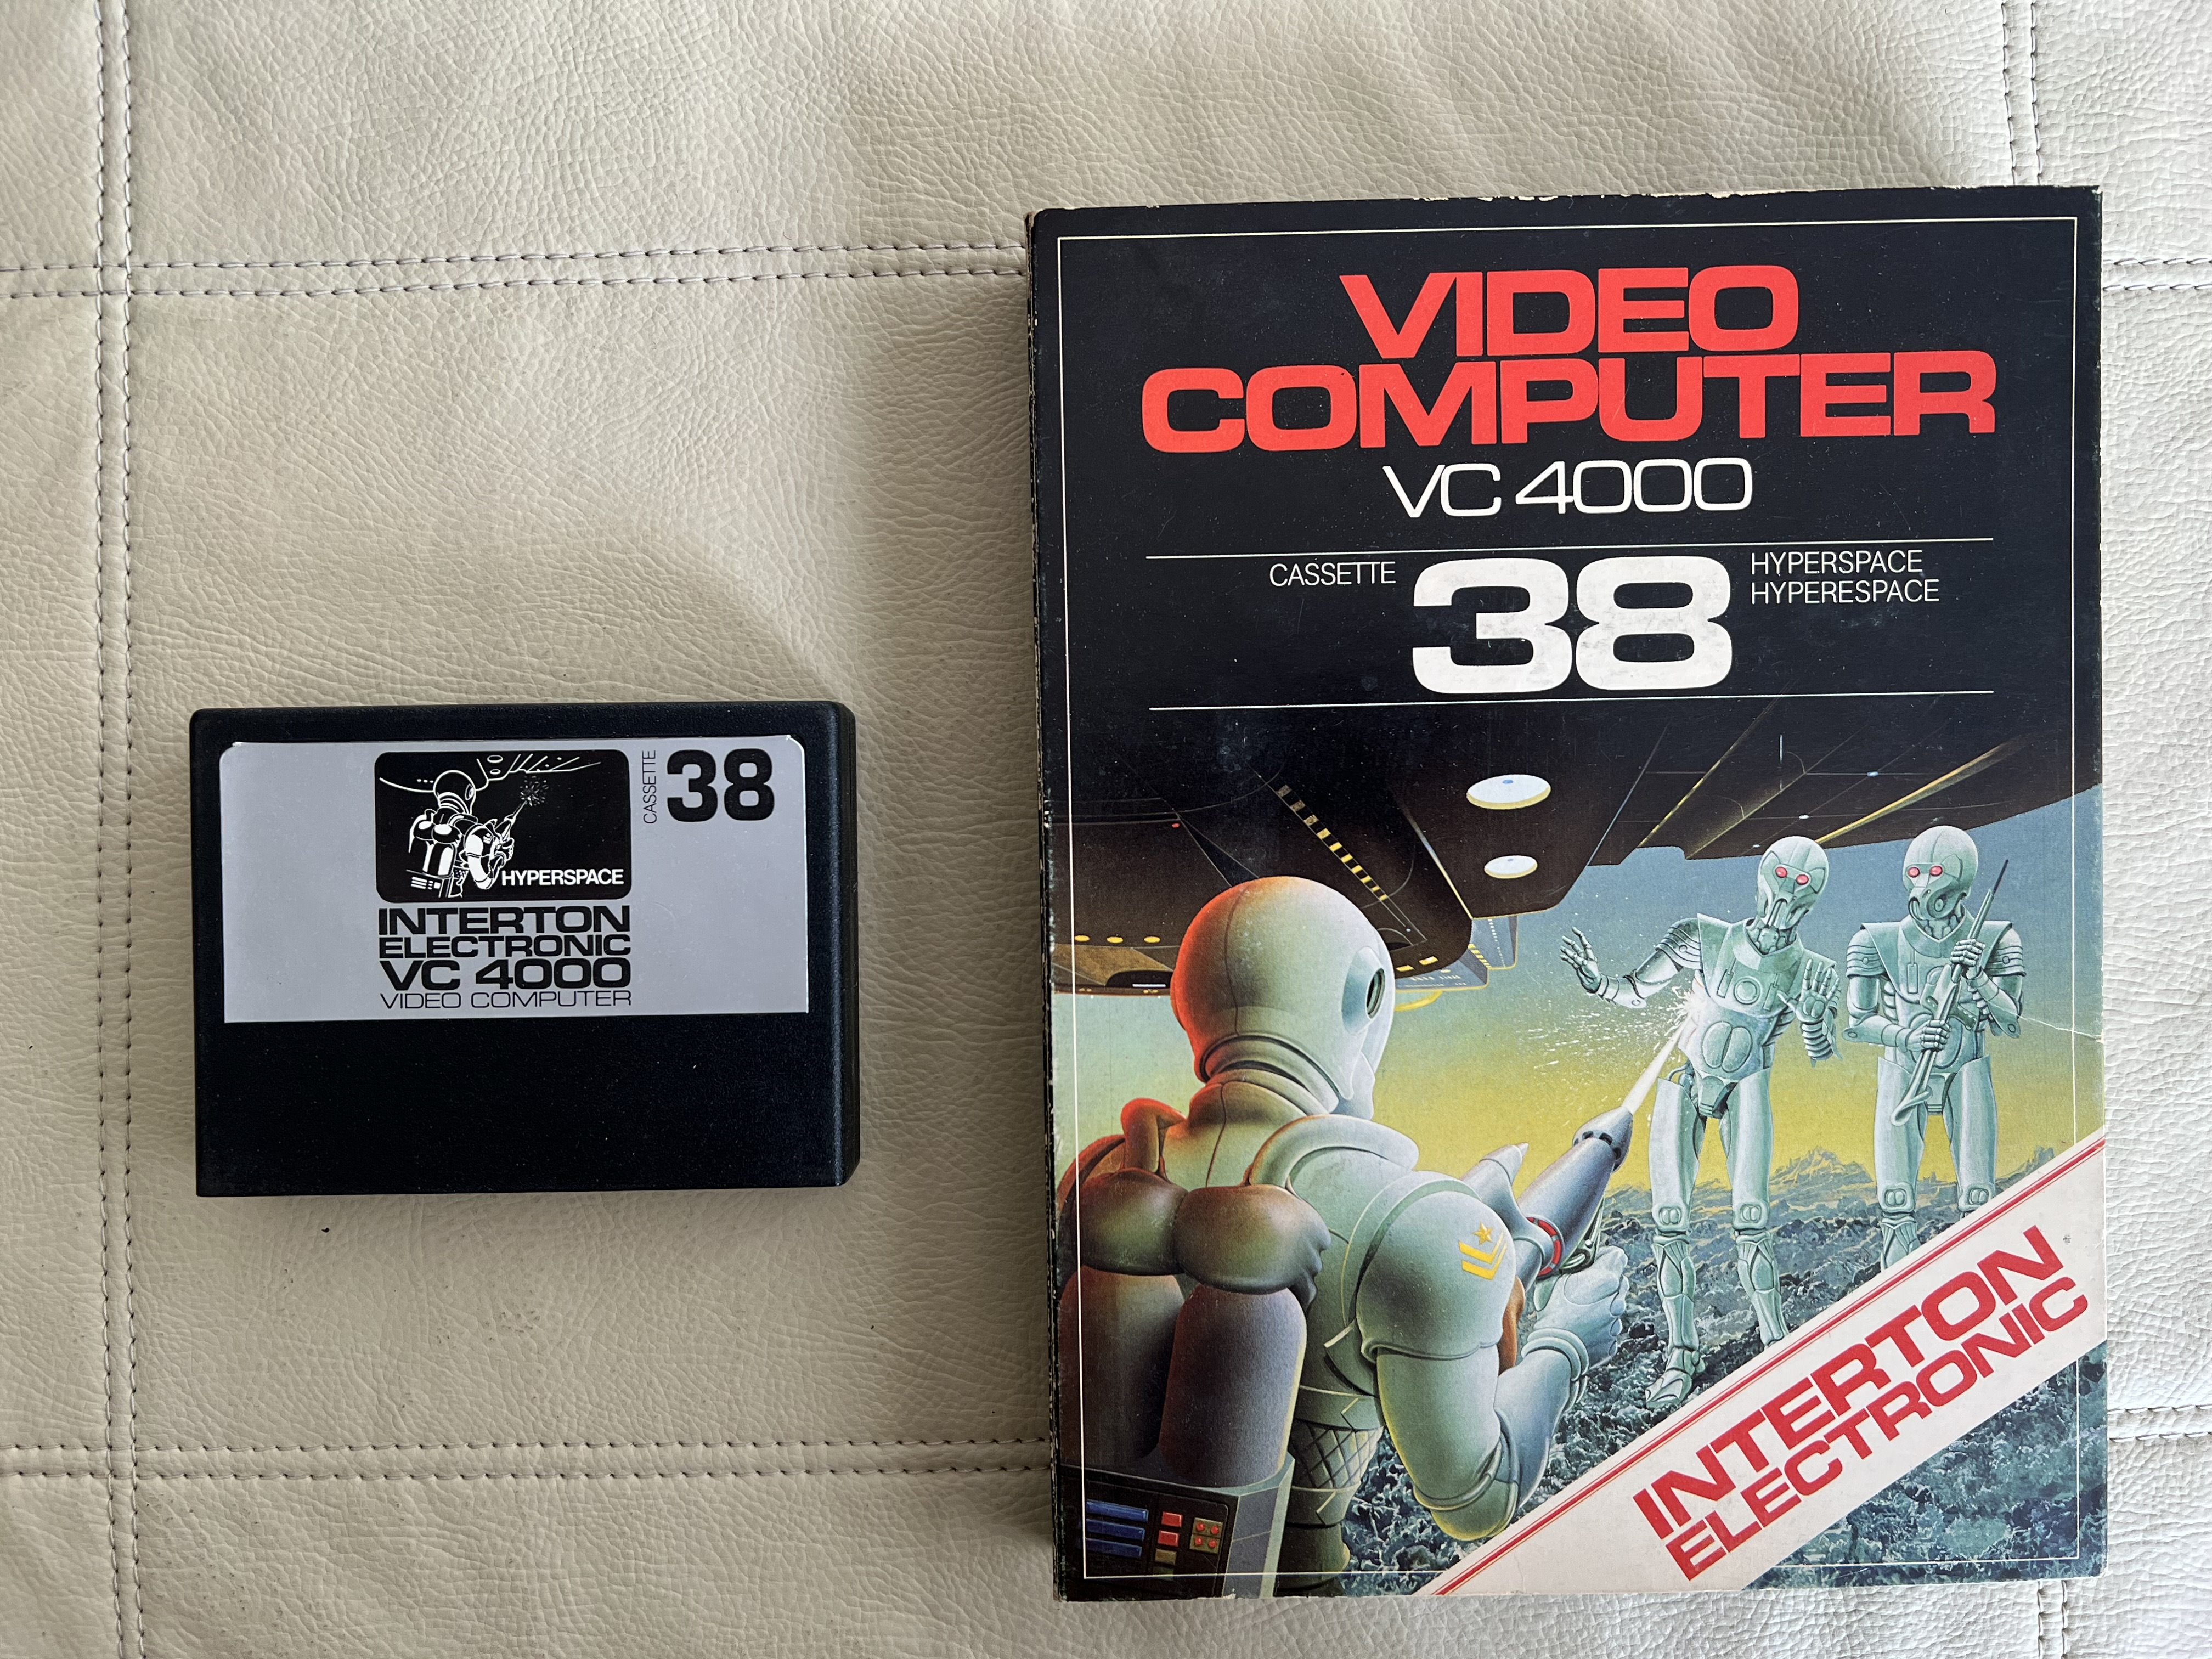 CASSETTE
38
HYPERSPACE
INTERTON
ELECTRONIC
VC 4000
VIDEO COMPUTER
VIDEO
COMPUTER
VC 4000
CASSETTE
38
HYPERSPACE
HYPERESPACE
INTERTON
ELECTRONIC